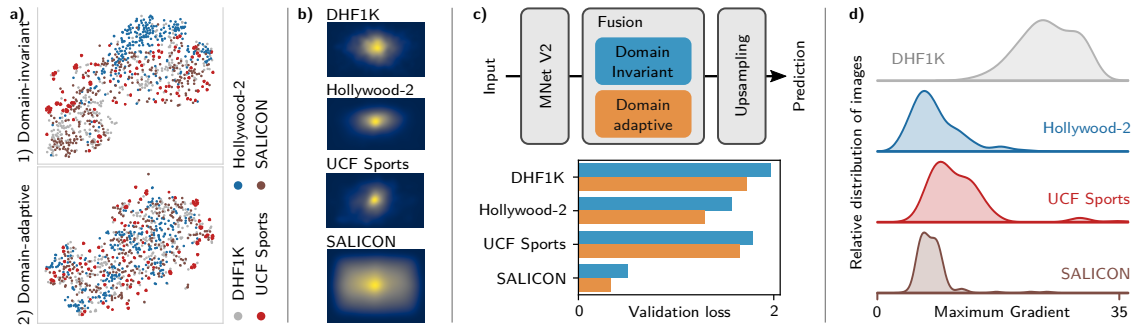 a)
1) Domain-invariant
2) Domain-adaptive
DHF1K
Hollywood-2
UCF Sports
SALICON
b)
DHF1K
Hollywood-2
UCF Sports
SALICON
c)
Input
MNet V2
Fusion
Domain
Invariant
Domain
adaptive
Upsampling
Prediction
DHF1K
Hollywood-2
UCF Sports
SALICON
0
1
2
Validation loss
d)
Relative distribution of images
DHF1K
Hollywood-2
UCF Sports
SALICON
0
Maximum Gradient
35